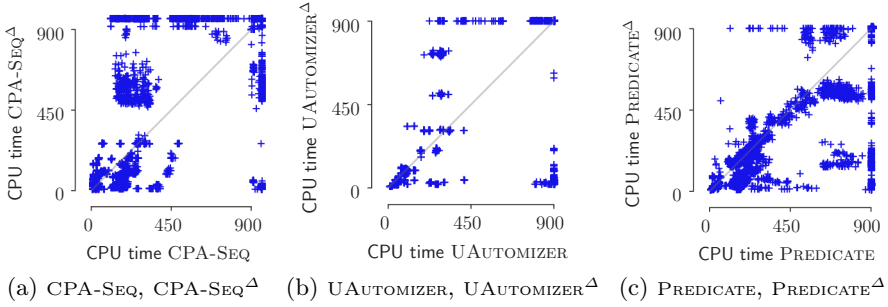 CPU time CPA-SEQ^Δ
900
450
0
0
450
900
CPU time CPA-SEQ
(a) CPA-SEQ, CPA-SEQ^Δ
CPU time UAUTOMIZER^Δ
900
450
0
0
450
900
CPU time UAUTOMIZER
(b) UAUTOMIZER, UAUTOMIZER^Δ
CPU time PREDICATE^Δ
900
450
0
0
450
900
CPU time PREDICATE
(c) PREDICATE, PREDICATE^Δ